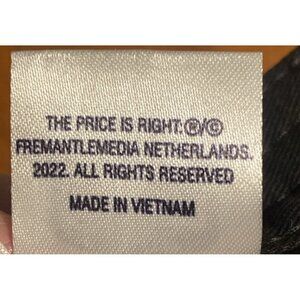 THE PRICE IS RIGHT.®/©
FREMANTLEMEDIA NETHERLANDS.
2022. ALL RIGHTS RESERVED
MADE IN VIETNAM